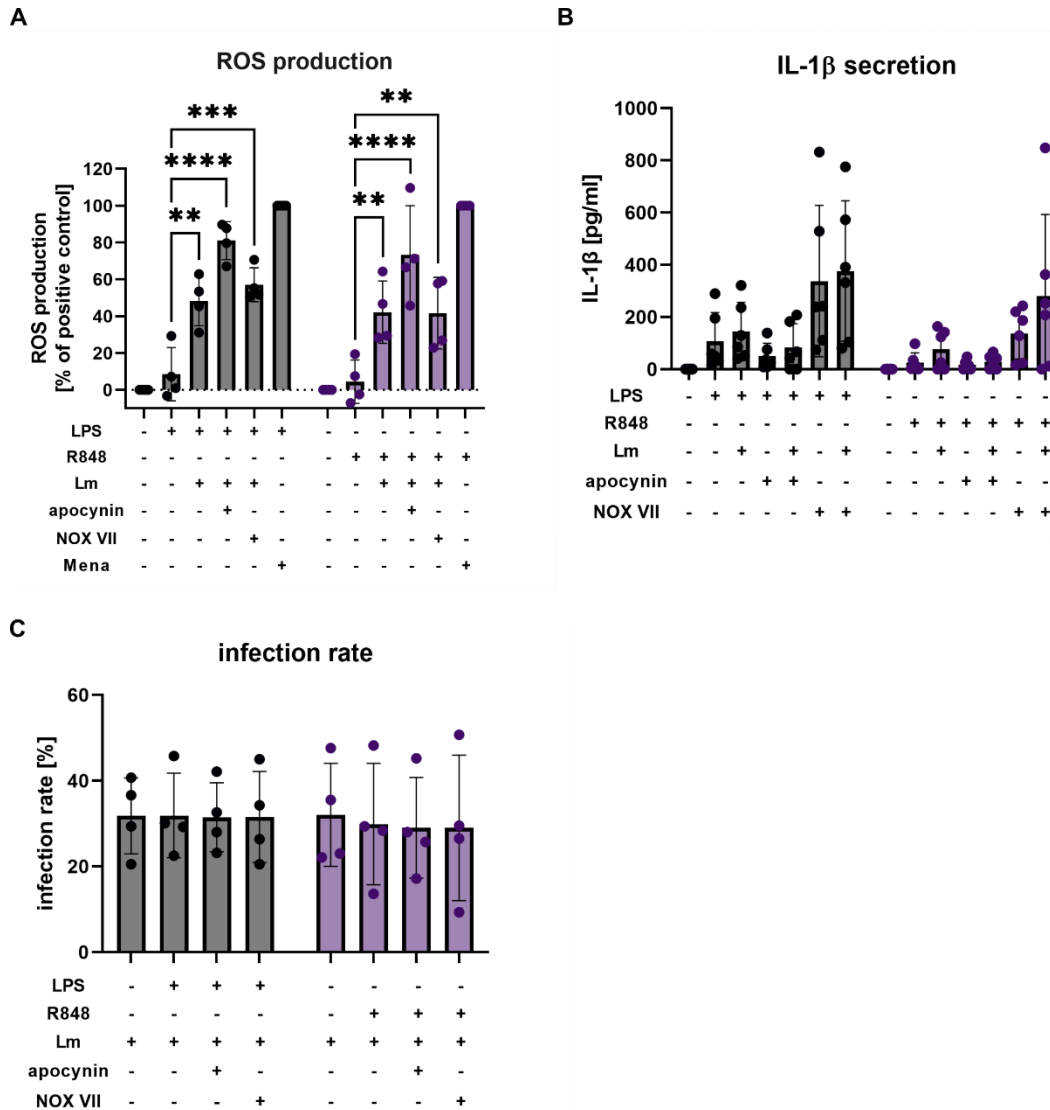 A
ROS production
** 
*** 
**** 
**** 
** 
** 
ROS production
[% of positive control]
120
100
80
60
40
20
0
LPS - + + + + + - - - - - -
R848 - - - - - - - + + + + +
Lm - - + + + - - - + + + -
apocynin - - - + - - - - - + - -
NOX VII - - - - + - - - - - + -
Mena - - - - - + - - - - - +
B
IL-1β secretion
IL-1β [pg/ml]
1000
800
600
400
200
0
LPS - + + + + + + - - - - - - -
R848 - - - - - - - - + + + + + +
Lm - - + - + - + - - + - + - +
apocynin - - - + + - - - - - + + - -
NOX VII - - - - - + + - - - - - + +
C
infection rate
infection rate [%]
60
40
20
0
LPS - + + + - - - -
R848 - - - - - + + +
Lm + + + + + + + +
apocynin - - + - - - + -
NOX VII - - - + - - - +